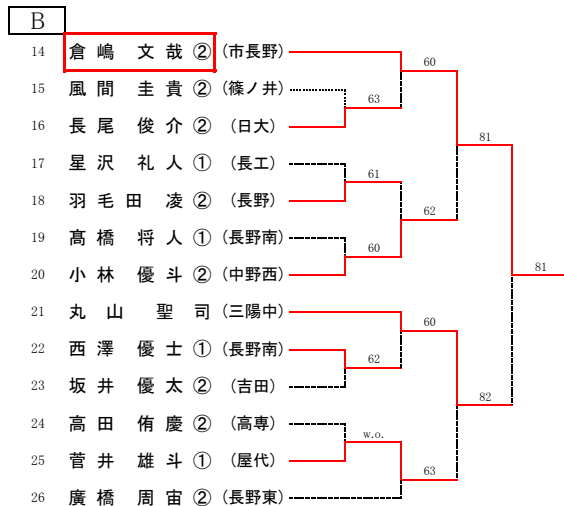 B
14 倉嶋 文哉② (市長野)
60
15 風間 圭貴② (篠ノ井)
63
16 長尾 俊介② (日大)
81
17 星沢 礼人① (長工)
61
18 羽毛田 凌② (長野)
62
19 髙橋 将人① (長野南)
60
20 小林 優斗② (中野西)
81
21 丸山 聖司 (三陽中)
60
22 西澤 優士① (長野南)
62
23 坂井 優太② (吉田)
82
24 高田 侑慶② (高専)
w.o.
25 菅井 雄斗① (屋代)
63
26 廣橋 周宙② (長野東)